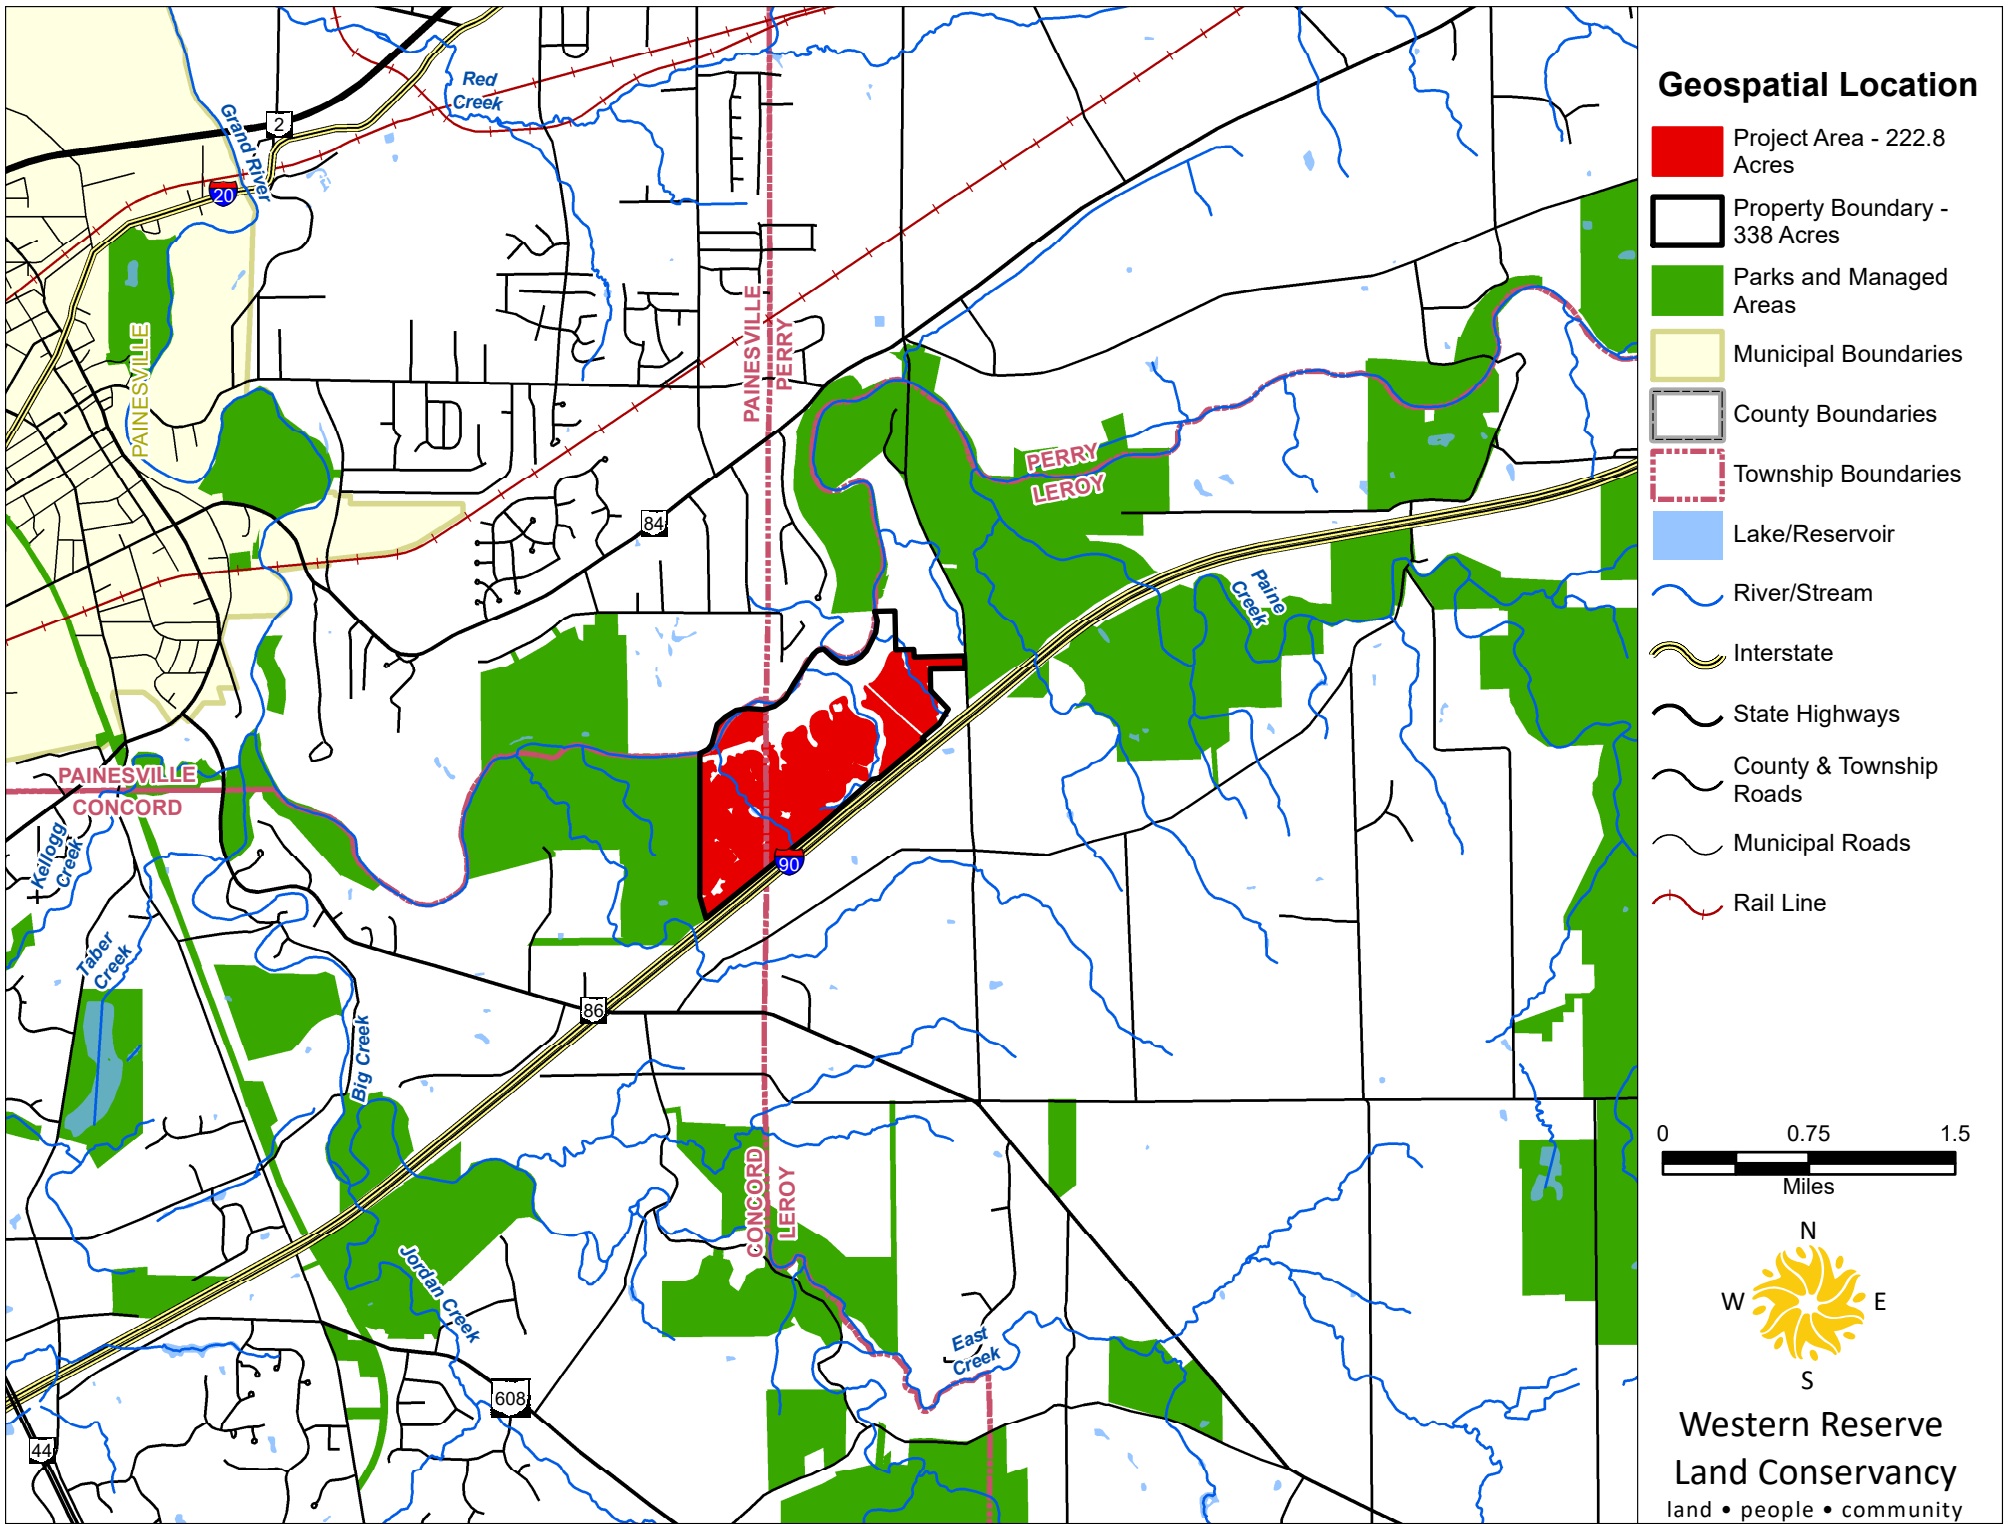 Red
Creek
Grand River
2
20
PAINESVILLE
PAINESVILLE
PERRY
84
PERRY
LEROY
Paine
Creek
PAINESVILLE
CONCORD
Kellogg
Creek
Taber
Creek
90
86
Big Creek
CONCORD
LEROY
Jordan Creek
East
Creek
608
44
Geospatial Location
Project Area - 222.8
Acres
Property Boundary -
338 Acres
Parks and Managed
Areas
Municipal Boundaries
County Boundaries
Township Boundaries
Lake/Reservoir
River/Stream
Interstate
State Highways
County & Township
Roads
Municipal Roads
Rail Line
0 0.75 1.5
Miles
N
W E
S
Western Reserve
Land Conservancy
land • people • community